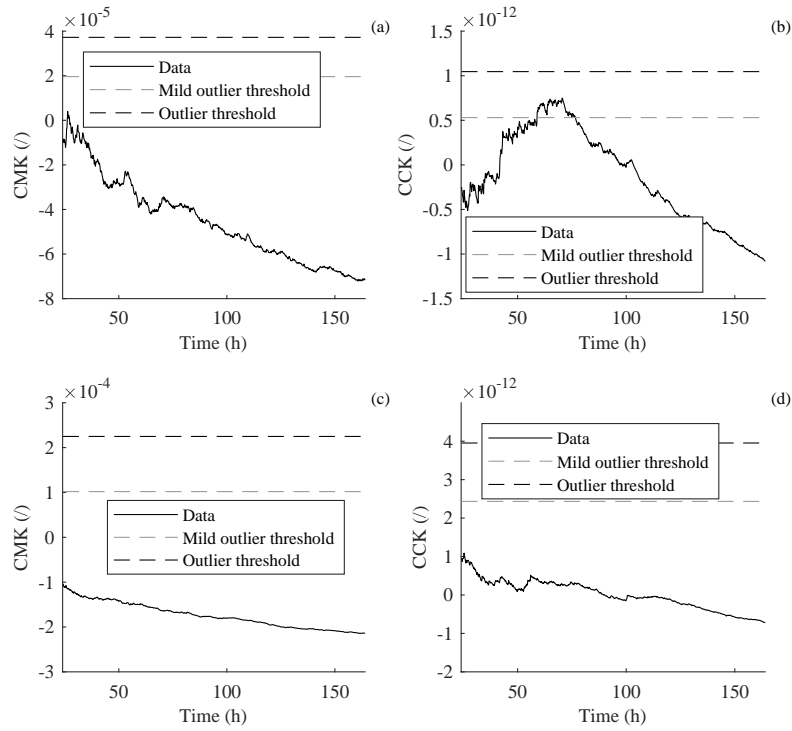 ×10-5
(a)
4
2
0
-2
-4
-6
-8
CMK (/)
Data
Mild outlier threshold
Outlier threshold
50
100
150
Time (h)
×10-12
(b)
1.5
1
0.5
0
-0.5
-1
-1.5
CCK (/)
Data
Mild outlier threshold
Outlier threshold
50
100
150
Time (h)
×10-4
(c)
3
2
1
0
-1
-2
-3
CMK (/)
Data
Mild outlier threshold
Outlier threshold
50
100
150
Time (h)
×10-12
(d)
4
3
2
1
0
-1
-2
CCK (/)
Data
Mild outlier threshold
Outlier threshold
50
100
150
Time (h)